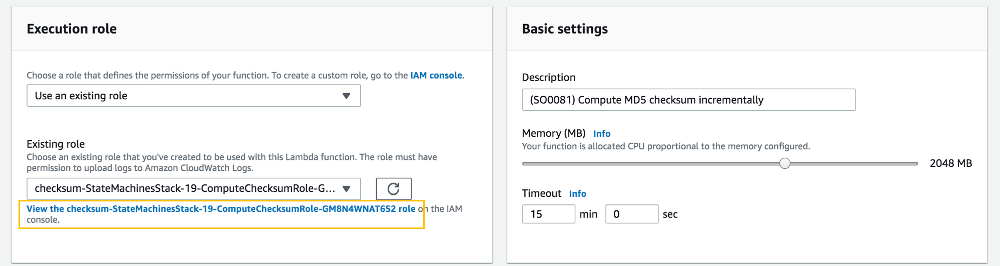 Execution role
Choose a role that defines the permissions of your function. To create a custom role, go to the IAM console.
Use an existing role
Existing role
Choose an existing role that you've created to be used with this Lambda function. The role must have
permission to upload logs to Amazon CloudWatch Logs.
checksum-StateMachinesStack-19-ComputeChecksumRole-G...
View the checksum-StateMachinesStack-19-ComputeChecksumRole-GM8N4WNAT6S2 role on the IAM
console.
Basic settings
Description
(SO0081) Compute MD5 checksum incrementally
Memory (MB) Info
Your function is allocated CPU proportional to the memory configured.
2048 MB
Timeout Info
15 min 0 sec